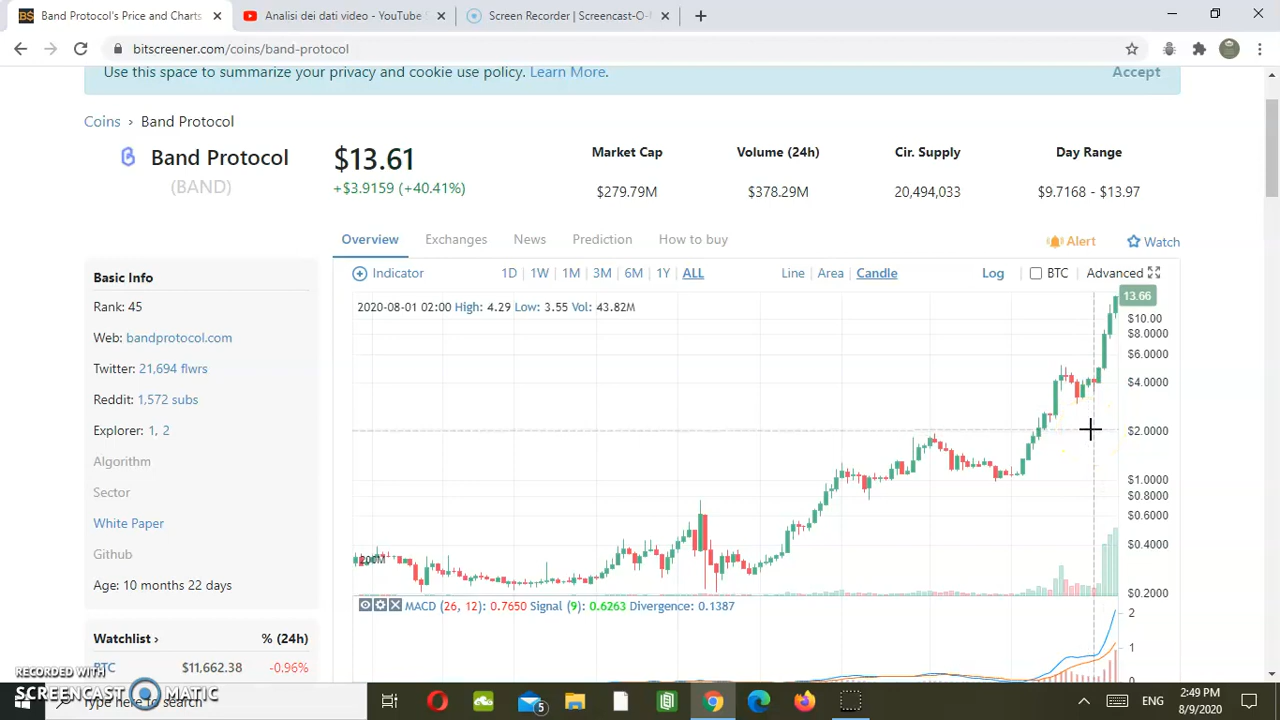 Band Protocol's Price and Charts
Analisi dei dati video - YouTube
Screen Recorder | Screencast-O-M
bitscreener.com/coins/band-protocol
Use this space to summarize your privacy and cookie use policy. Learn More.
Accept
Coins › Band Protocol
Band Protocol
(BAND)
$13.61
+$3.9159 (+40.41%)
Market Cap
$279.79M
Volume (24h)
$378.29M
Cir. Supply
20,494,033
Day Range
$9.7168 - $13.97
Overview Exchanges News Prediction How to buy
Alert Watch
Basic Info
Rank: 45
Web: bandprotocol.com
Twitter: 21,694 flwrs
Reddit: 1,572 subs
Explorer: 1, 2
Algorithm
Sector
White Paper
Github
Age: 10 months 22 days
Watchlist › % (24h)
BTC $11,662.38 -0.96%
Indicator 1D 1W 1M 3M 6M 1Y ALL Line Area Candle Log BTC Advanced
2020-08-01 02:00 High: 4.29 Low: 3.55 Vol: 43.82M
13.66
$10.00
$8.0000
$6.0000
$4.0000
$2.0000
$1.0000
$0.8000
$0.6000
$0.4000
$0.2000
200M
MACD (26, 12): 0.7650 Signal (9): 0.6263 Divergence: 0.1387
2
1
0
RECORDED WITH
SCREENCAST MATIC
Type here to search
5
ENG
2:49 PM
8/9/2020